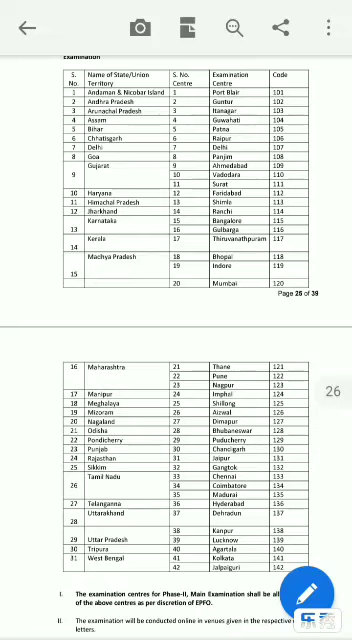 Examination
S. No. Name of State/Union Territory S. No. Centre Examination Centre Code
1 Andaman & Nicobar Island 1 Port Blair 101
2 Andhra Pradesh 2 Guntur 102
3 Arunachal Pradesh 3 Itanagar 103
4 Assam 4 Guwahati 104
5 Bihar 5 Patna 105
6 Chhatisgarh 6 Raipur 106
7 Delhi 7 Delhi 107
8 Goa 8 Panjim 108
9 Gujarat 9 Ahmedabad 109
10 Vadodara 110
11 Surat 111
10 Haryana 12 Faridabad 112
11 Himachal Pradesh 13 Shimla 113
12 Jharkhand 14 Ranchi 114
13 Karnataka 15 Bangalore 115
16 Gulbarga 116
14 Kerala 17 Thiruvanathpuram 117
15 Madhya Pradesh 18 Bhopal 118
19 Indore 119
20 Mumbai 120
Page 25 of 39
16 Maharashtra 21 Thane 121
22 Pune 122
23 Nagpur 123
26
17 Manipur 24 Imphal 124
18 Meghalaya 25 Shillong 125
19 Mizoram 26 Aizwal 126
20 Nagaland 27 Dimapur 127
21 Odisha 28 Bhubaneswar 128
22 Pondicherry 29 Puducherry 129
23 Punjab 30 Chandigarh 130
24 Rajasthan 31 Jaipur 131
25 Sikkim 32 Gangtok 132
26 Tamil Nadu 33 Chennai 133
34 Coimbatore 134
35 Madurai 135
27 Telanganna 36 Hyderabad 136
28 Uttarakhand 37 Dehradun 137
38 Kanpur 138
29 Uttar Pradesh 39 Lucknow 139
30 Tripura 40 Agartala 140
31 West Bengal 41 Kolkata 141
42 Jalpaiguri 142
I. The examination centres for Phase-II, Main Examination shall be all
of the above centres as per discretion of EPFO.
II. The examination will be conducted online in venues given in the respective
letters.